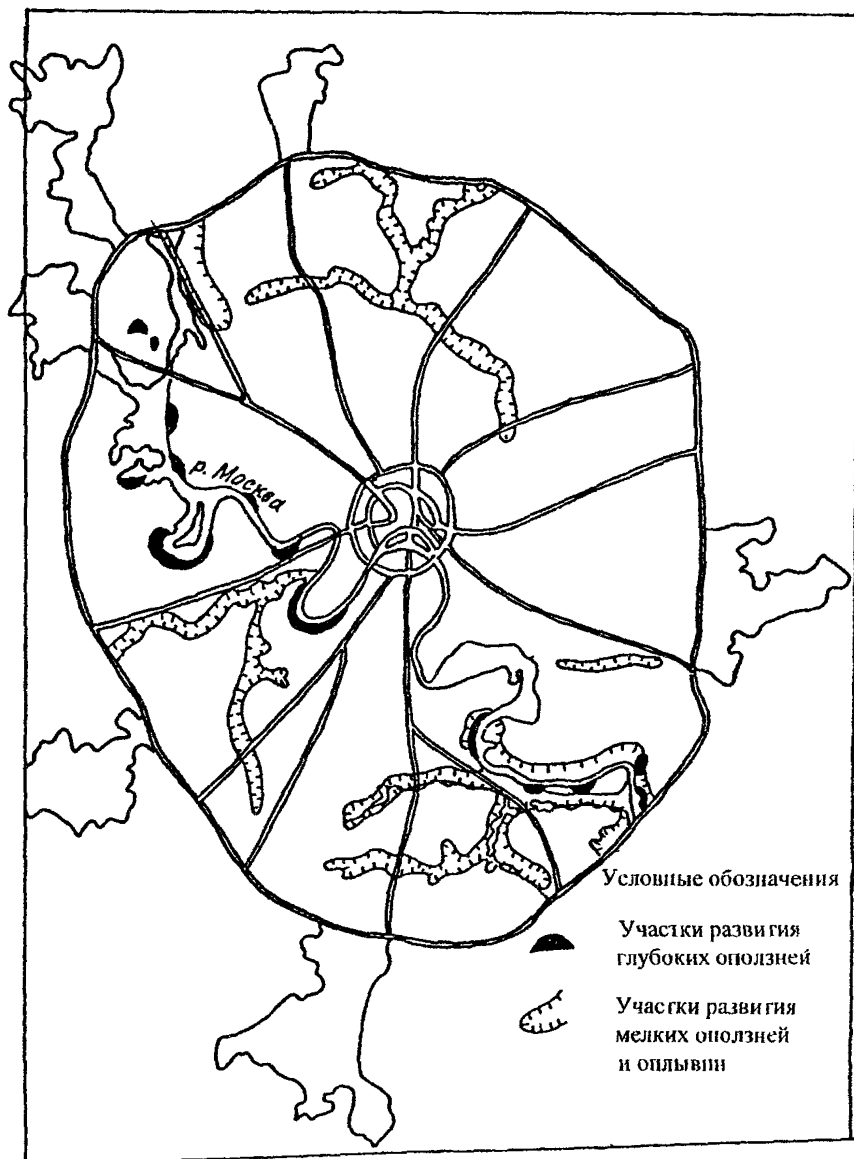 р. Москва
Условные обозначения
Участки развития
глубоких оползней
Участки развития
мелких оползней
и оплывин